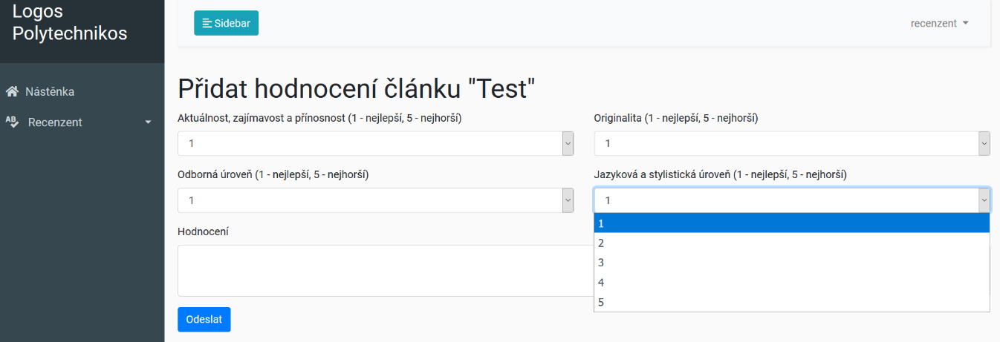 Logos
Polytechnikos
Sidebar
recenzent
Nástěnka
Recenzent
Přidat hodnocení článku "Test"
Aktuálnost, zajímavost a přínosnost (1 - nejlepší, 5 - nejhorší)
Originalita (1 - nejlepší, 5 - nejhorší)
1
1
Odborná úroveň (1 - nejlepší, 5 - nejhorší)
Jazyková a stylistická úroveň (1 - nejlepší, 5 - nejhorší)
1
1
1
2
3
4
5
Hodnocení
Odeslat